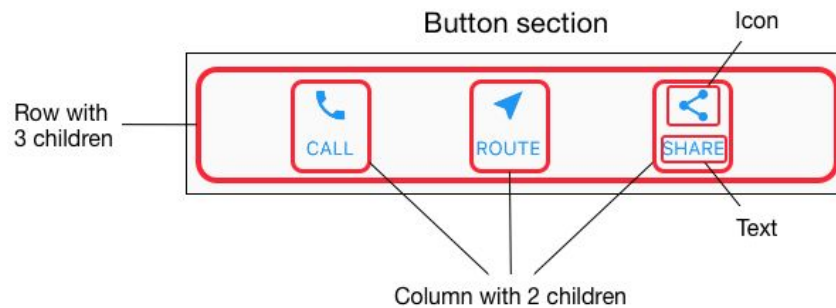 Button section
Icon
Row with
3 children
CALL
ROUTE
SHARE
Text
Column with 2 children